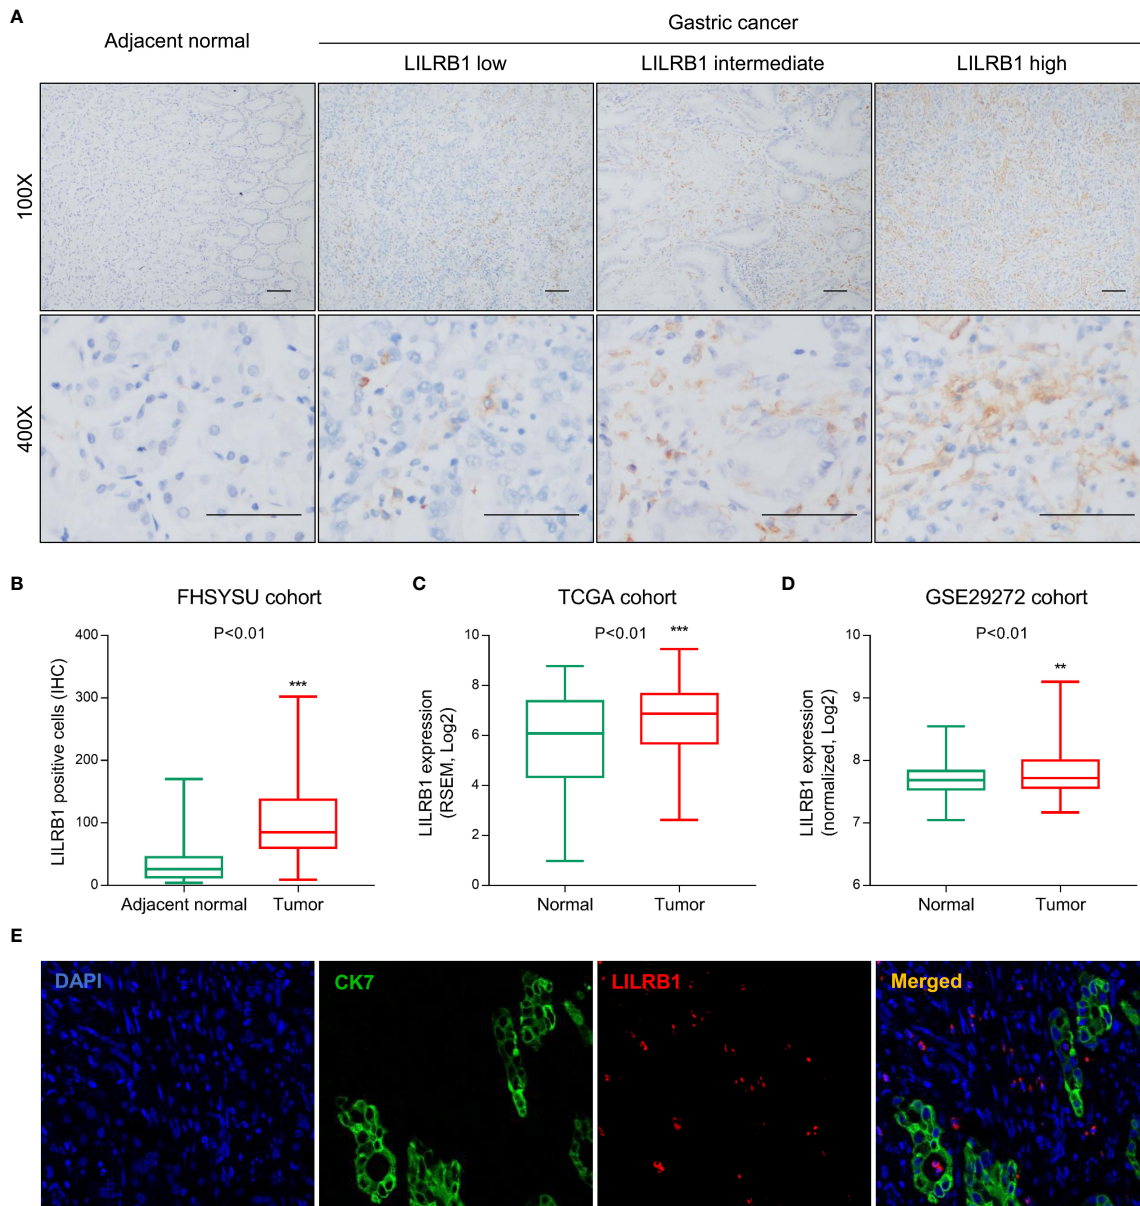 A
Adjacent normal
Gastric cancer
LILRB1 low
LILRB1 intermediate
LILRB1 high
100X
400X
B
FHSYSU cohort
P<0.01
***
LILRB1 positive cells (IHC)
400
300
200
100
0
Adjacent normal
Tumor
C
TCGA cohort
P<0.01
***
LILRB1 expression
(RSEM, Log2)
10
8
6
4
2
0
Normal
Tumor
D
GSE29272 cohort
P<0.01
**
LILRB1 expression
(normalized, Log2)
10
9
8
7
6
Normal
Tumor
E
DAPI
CK7
LILRB1
Merged